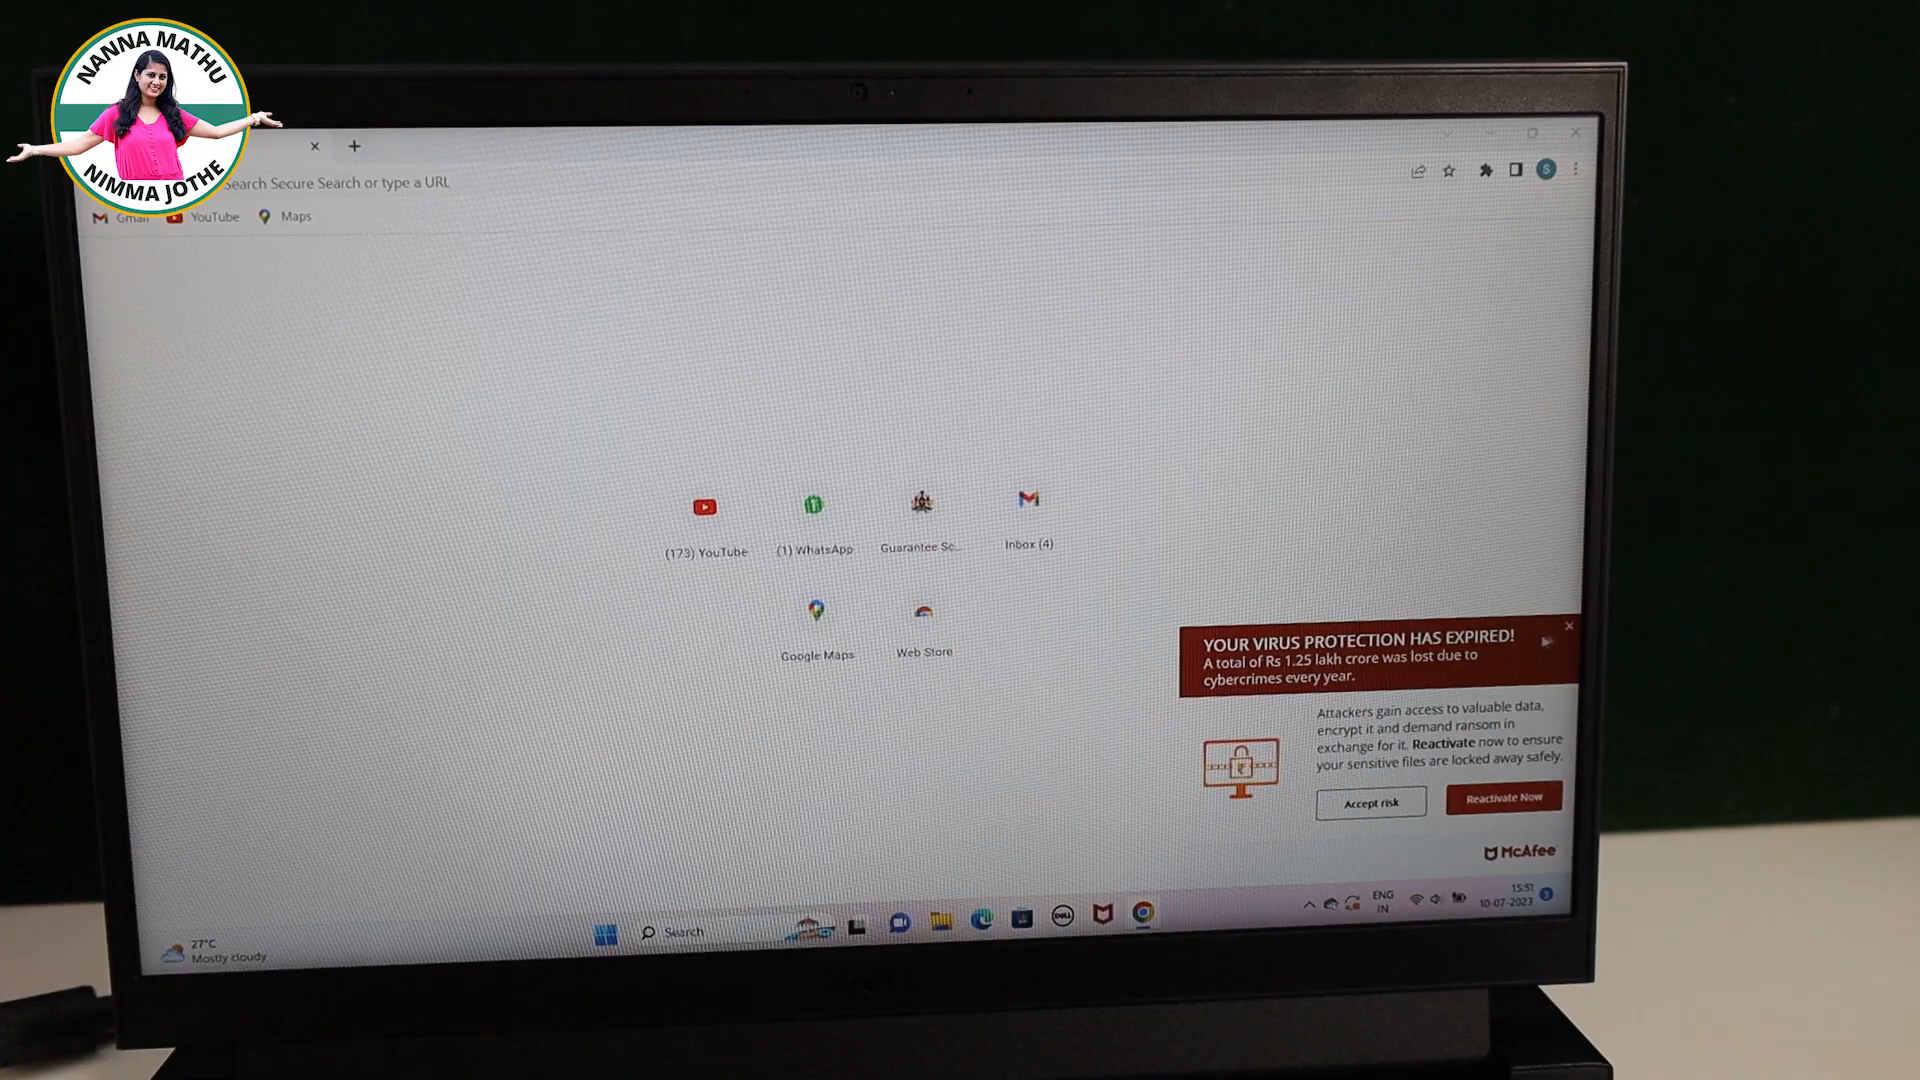 NANNA MATHU
NIMMA JOTHE
Search Secure Search or type a URL
S
Gmail YouTube Maps
(173) YouTube (1) WhatsApp Guarantee Sc... Inbox (4)
Google Maps Web Store
YOUR VIRUS PROTECTION HAS EXPIRED!
A total of Rs 1.25 lakh crore was lost due to
cybercrimes every year.
Attackers gain access to valuable data,
encrypt it and demand ransom in
exchange for it. Reactivate now to ensure
your sensitive files are locked away safely.
Accept risk Reactivate Now
McAfee
27°C
Mostly cloudy
Search
DELL
ENG
IN
15:51
10-07-2023